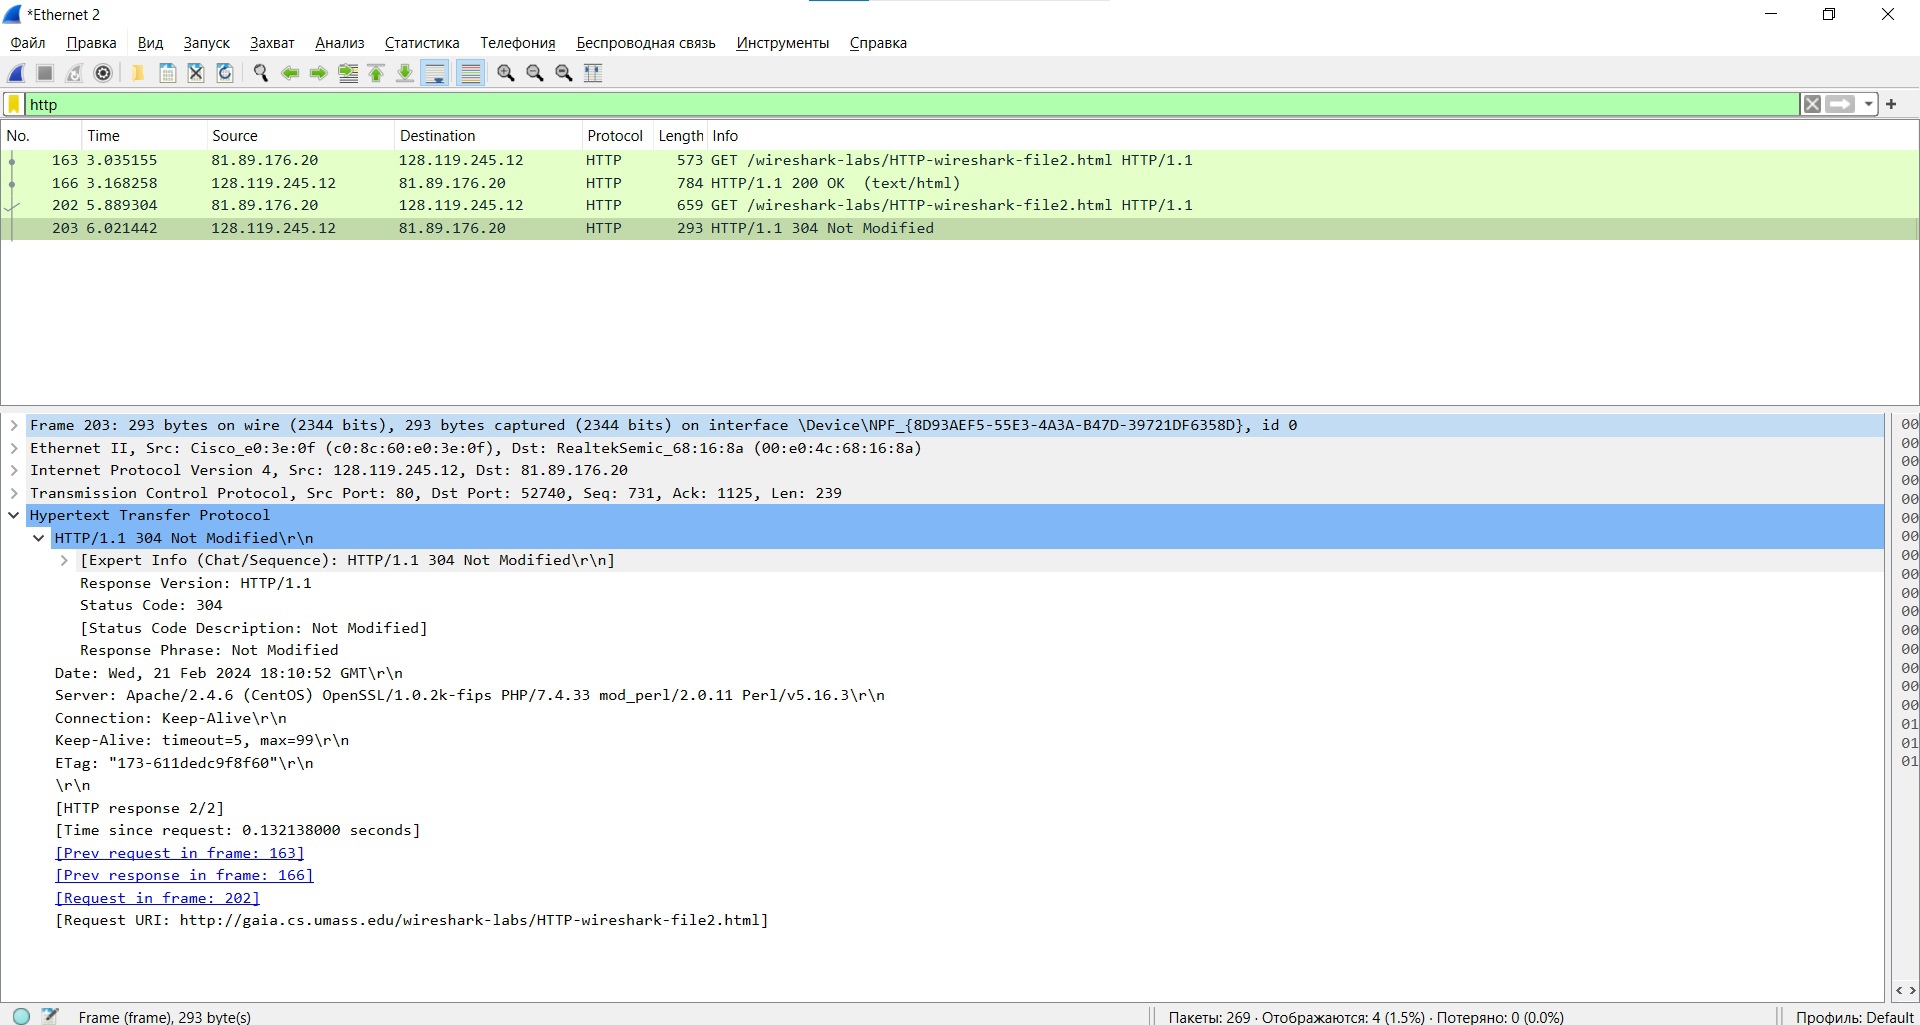 *Ethernet 2
Файл Правка Вид Запуск Захват Анализ Статистика Телефония Беспроводная связь Инструменты Справка
http
No. Time Source Destination Protocol Length Info
163 3.035155 81.89.176.20 128.119.245.12 HTTP 573 GET /wireshark-labs/HTTP-wireshark-file2.html HTTP/1.1
166 3.168258 128.119.245.12 81.89.176.20 HTTP 784 HTTP/1.1 200 OK (text/html)
202 5.889304 81.89.176.20 128.119.245.12 HTTP 659 GET /wireshark-labs/HTTP-wireshark-file2.html HTTP/1.1
203 6.021442 128.119.245.12 81.89.176.20 HTTP 293 HTTP/1.1 304 Not Modified
Frame 203: 293 bytes on wire (2344 bits), 293 bytes captured (2344 bits) on interface \Device\NPF_{8D93AEF5-55E3-4A3A-B47D-39721DF6358D}, id 0 00
Ethernet II, Src: Cisco_e0:3e:0f (c0:8c:60:e0:3e:0f), Dst: RealtekSemic_68:16:8a (00:e0:4c:68:16:8a) 00
Internet Protocol Version 4, Src: 128.119.245.12, Dst: 81.89.176.20 00
Transmission Control Protocol, Src Port: 80, Dst Port: 52740, Seq: 731, Ack: 1125, Len: 239 00
Hypertext Transfer Protocol 00
HTTP/1.1 304 Not Modified\r\n 00
[Expert Info (Chat/Sequence): HTTP/1.1 304 Not Modified\r\n] 00
Response Version: HTTP/1.1 00
Status Code: 304 00
[Status Code Description: Not Modified] 00
Response Phrase: Not Modified 00
Date: Wed, 21 Feb 2024 18:10:52 GMT\r\n 00
Server: Apache/2.4.6 (CentOS) OpenSSL/1.0.2k-fips PHP/7.4.33 mod_perl/2.0.11 Perl/v5.16.3\r\n 00
Connection: Keep-Alive\r\n 00
Keep-Alive: timeout=5, max=99\r\n 00
ETag: "173-611dedc9f8f60"\r\n 00
\r\n 01
[HTTP response 2/2] 01
[Time since request: 0.132138000 seconds] 01
[Prev request in frame: 163]
[Prev response in frame: 166]
[Request in frame: 202]
[Request URI: http://gaia.cs.umass.edu/wireshark-labs/HTTP-wireshark-file2.html]
Frame (frame), 293 byte(s) Пакеты: 269 · Отображаются: 4 (1.5%) · Потеряно: 0 (0.0%) Профиль: Default